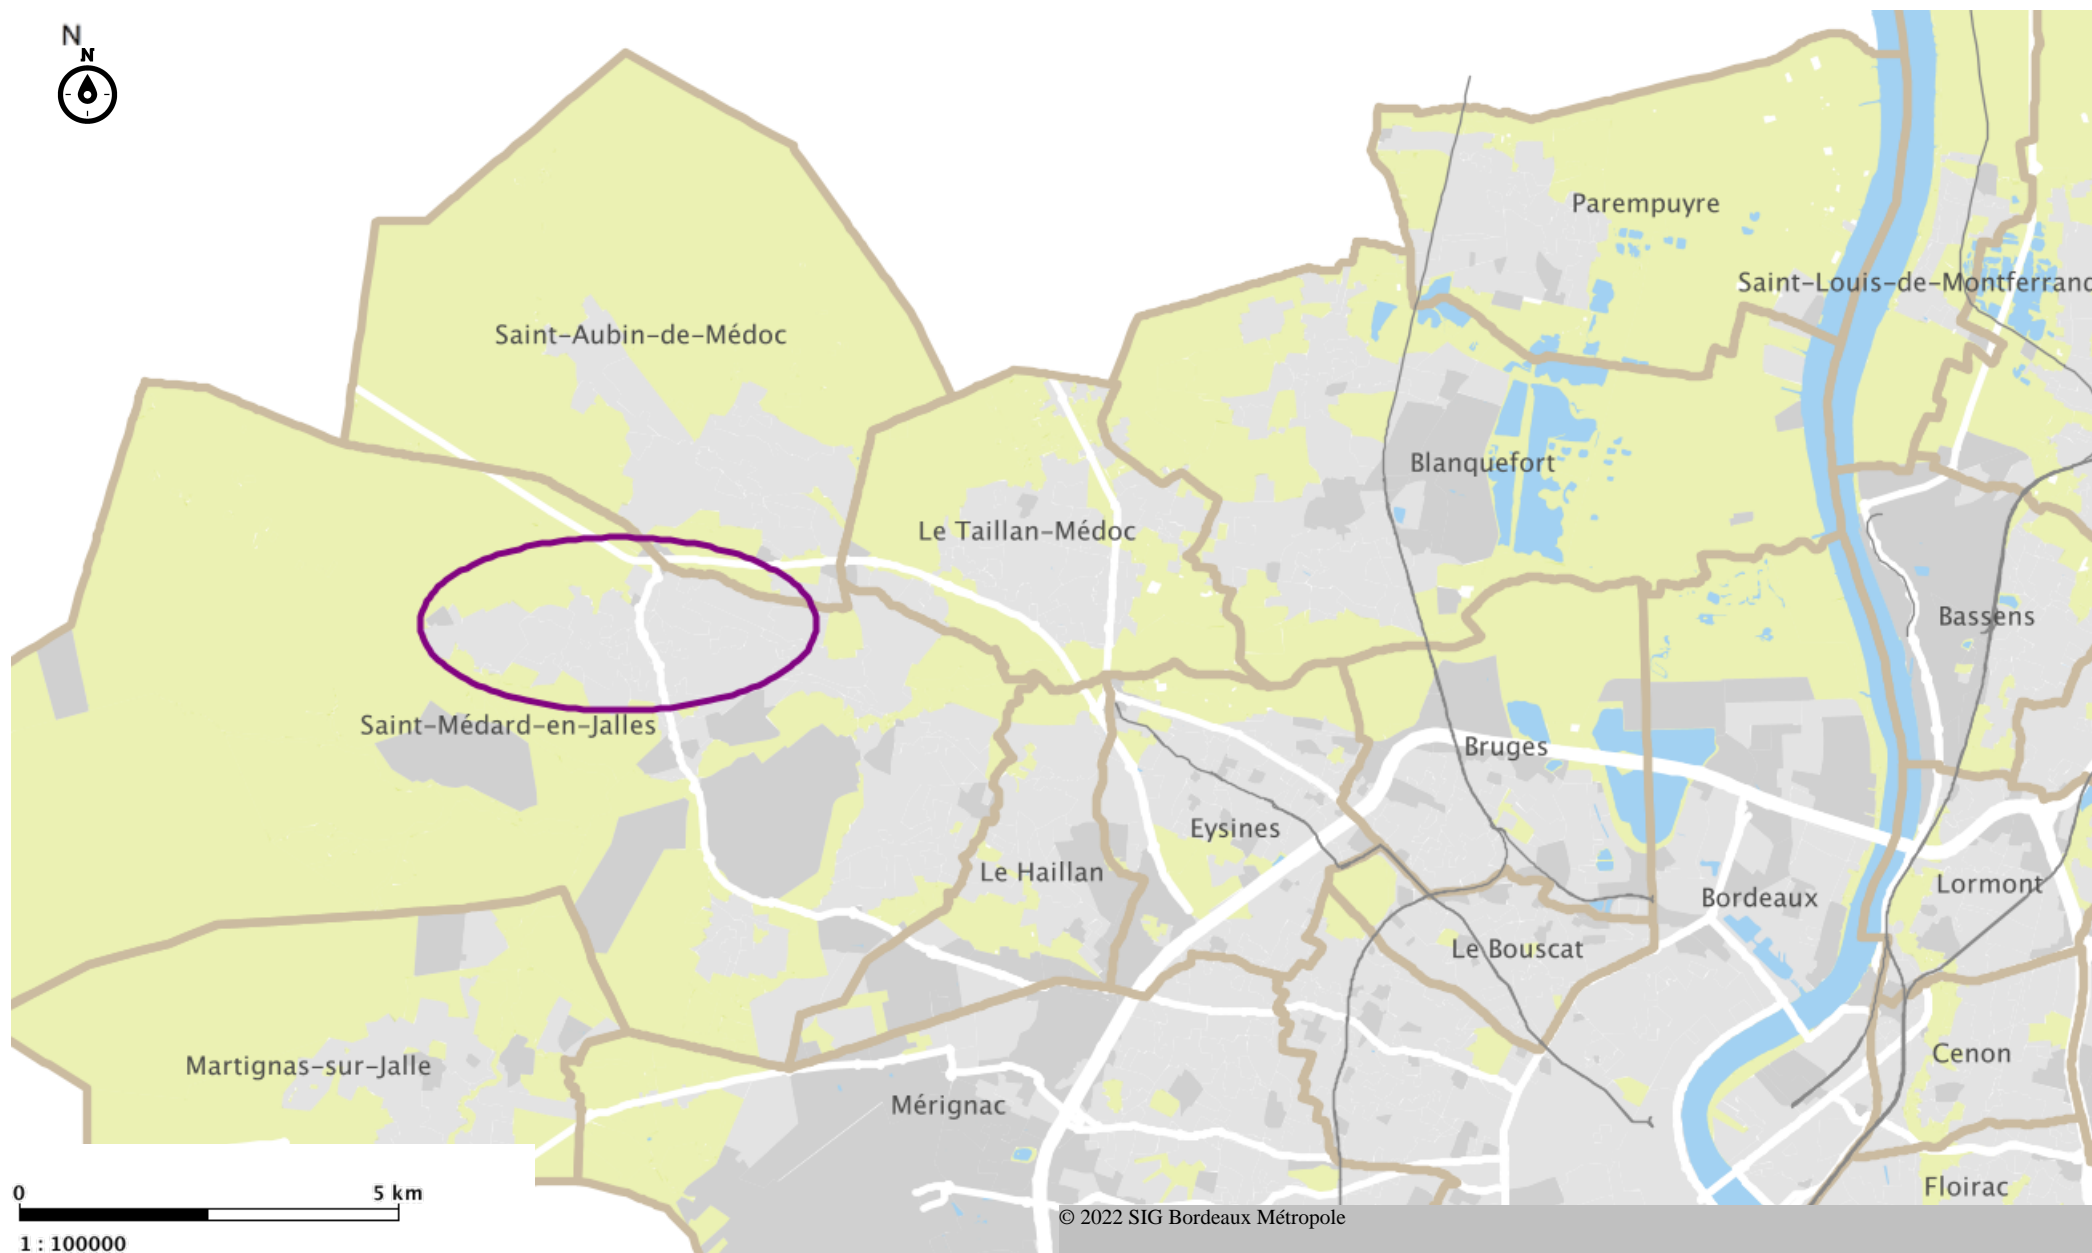 N
N
Parempuyre
Saint-Louis-de-Montferrand
Saint-Aubin-de-Médoc
Blanquefort
Le Taillan-Médoc
Bassens
Saint-Médard-en-Jalles
Bruges
Eysines
Le Haillan
Lormont
Bordeaux
Le Bouscat
Cenon
Martignas-sur-Jalle
Mérignac
Floirac
0 5 km
© 2022 SIG Bordeaux Métropole
1 : 100000